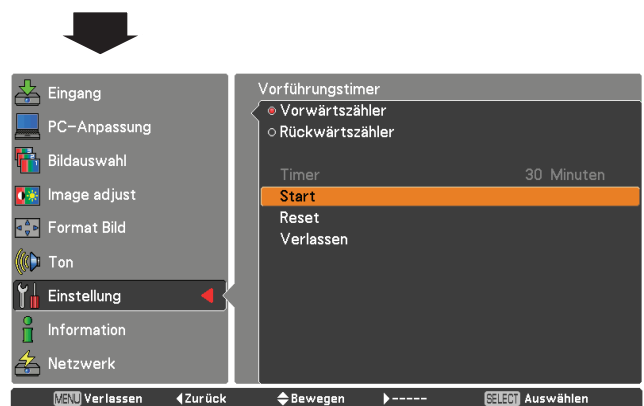 Eingang
PC-Anpassung
Bildauswahl
Image adjust
Format Bild
Ton
Einstellung
Information
Netzwerk
Vorführungstimer
Vorwärtszähler
Rückwärtszähler
Timer 30 Minuten
Start
Reset
Verlassen
MENU Verlassen Zurück Bewegen ----- SELECT Auswählen